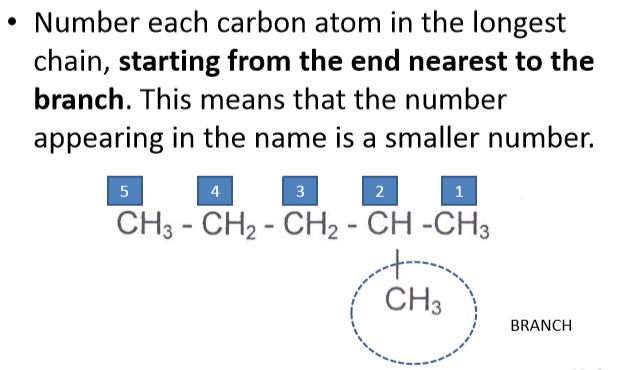 • Number each carbon atom in the longest
chain, starting from the end nearest to the
branch. This means that the number
appearing in the name is a smaller number.
5 4 3 2 1
CH₃ - CH₂ - CH₂ - CH -CH₃
CH₃
BRANCH